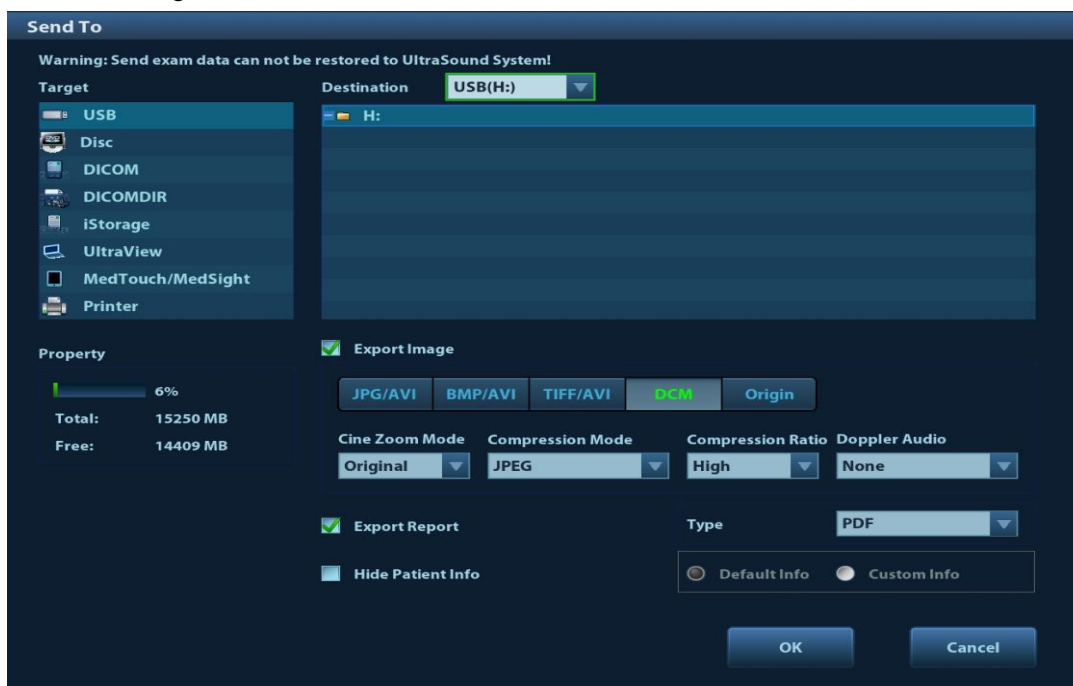 Send To
Warning: Send exam data can not be restored to UltraSound System!
Target
Destination USB(H:)
USB
H:
Disc
DICOM
DICOMDIR
iStorage
UltraView
MedTouch/MedSight
Printer
Property
6%
Total: 15250 MB
Free: 14409 MB
Export Image
JPG/AVI BMP/AVI TIFF/AVI DCM Origin
Cine Zoom Mode Compression Mode Compression Ratio Doppler Audio
Original JPEG High None
Export Report Type PDF
Hide Patient Info Default Info Custom Info
OK Cancel